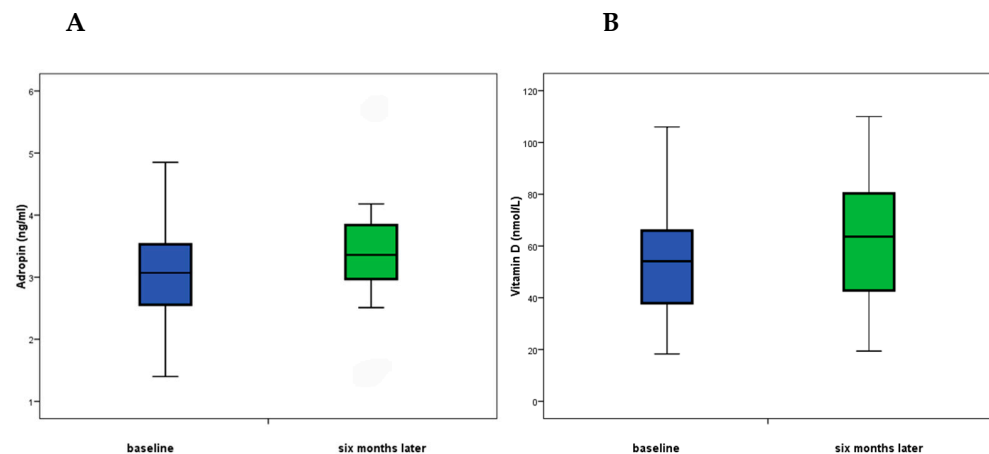 A
B
Adropin (ng/ml)
6
5
4
3
2
1
baseline
six months later
Vitamin D (nmol/L)
120
100
80
60
40
20
0
baseline
six months later